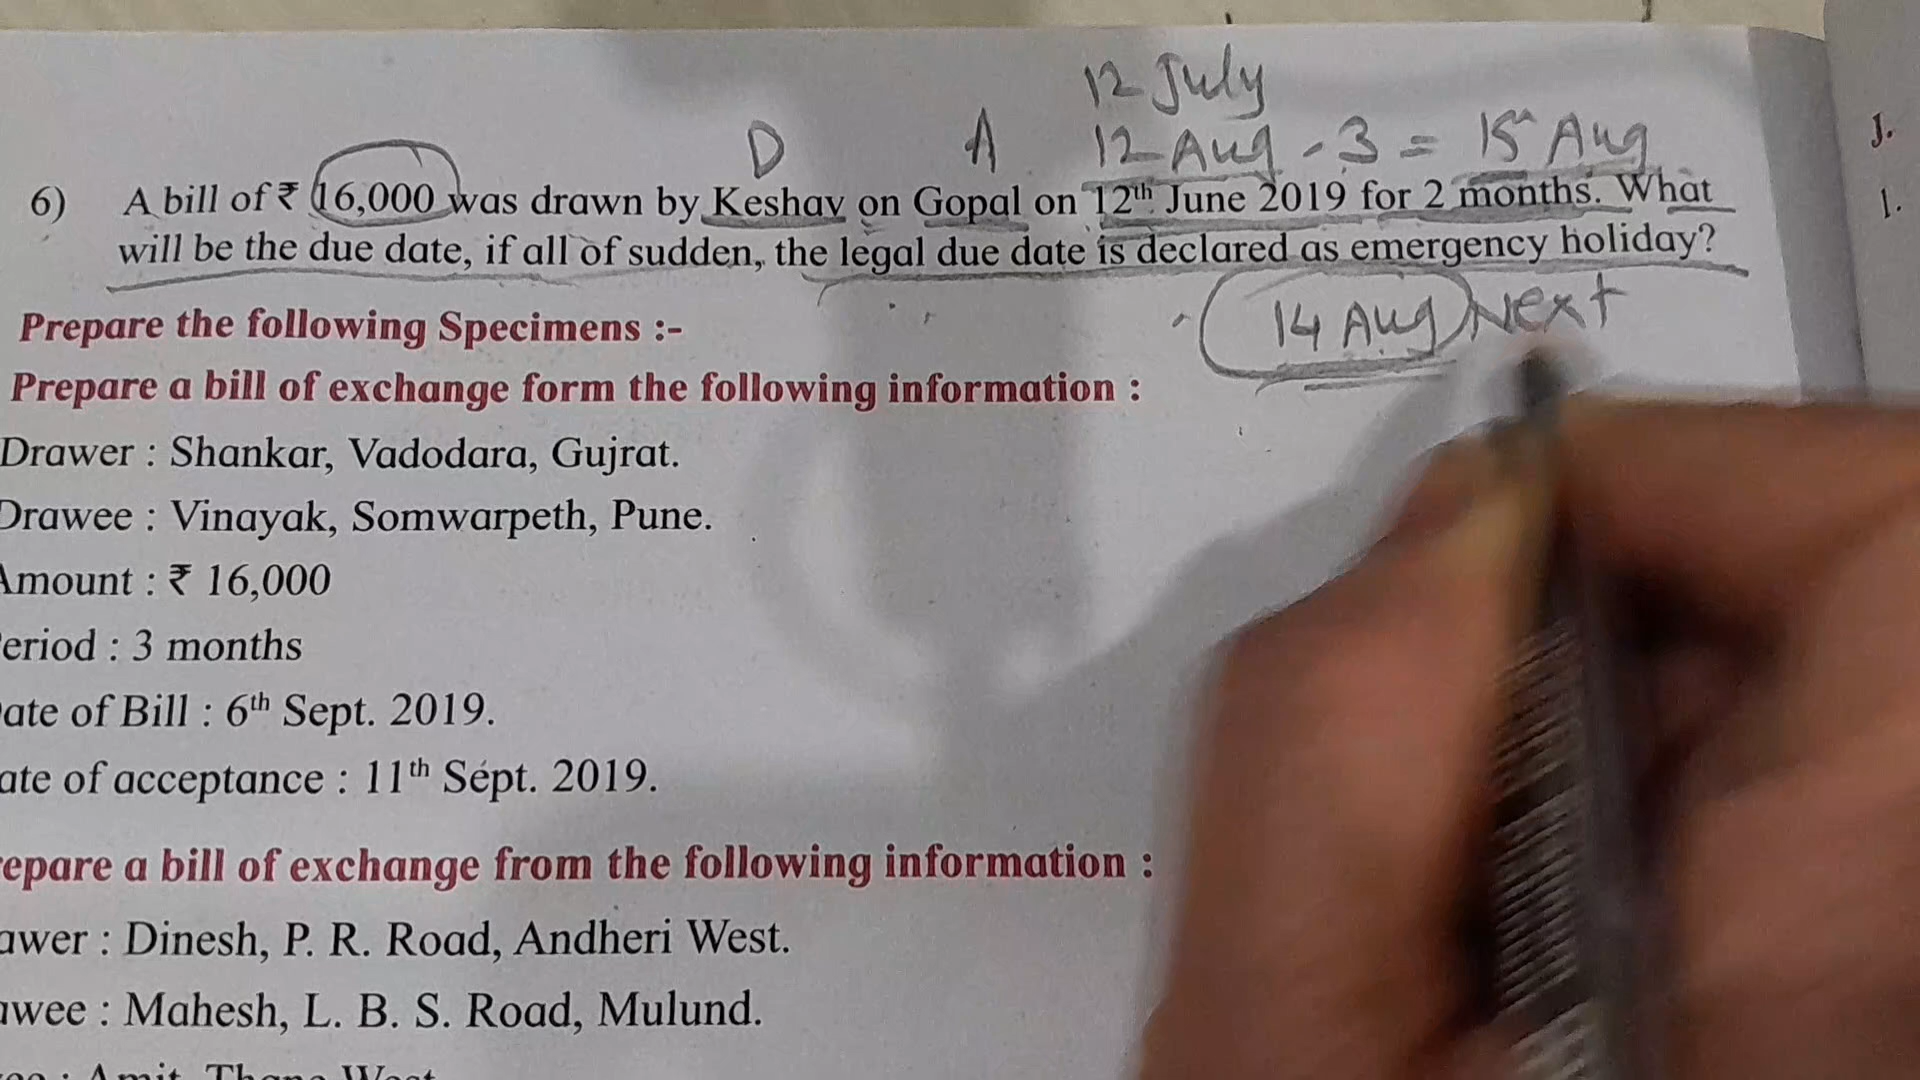 12 July
D A 12 Aug - 3 = 15 Aug
J.
6) A bill of ₹ 16,000 was drawn by Keshav on Gopal on 12th June 2019 for 2 months. What
1.
will be the due date, if all of sudden, the legal due date is declared as emergency holiday?
14 Aug Next
Prepare the following Specimens :-
Prepare a bill of exchange form the following information :
Drawer : Shankar, Vadodara, Gujrat.
Drawee : Vinayak, Somwarpeth, Pune.
Amount : ₹ 16,000
eriod : 3 months
ate of Bill : 6th Sept. 2019.
ate of acceptance : 11th Sept. 2019.
repare a bill of exchange from the following information :
awer : Dinesh, P. R. Road, Andheri West.
awee : Mahesh, L. B. S. Road, Mulund.
: Amit, Thane West